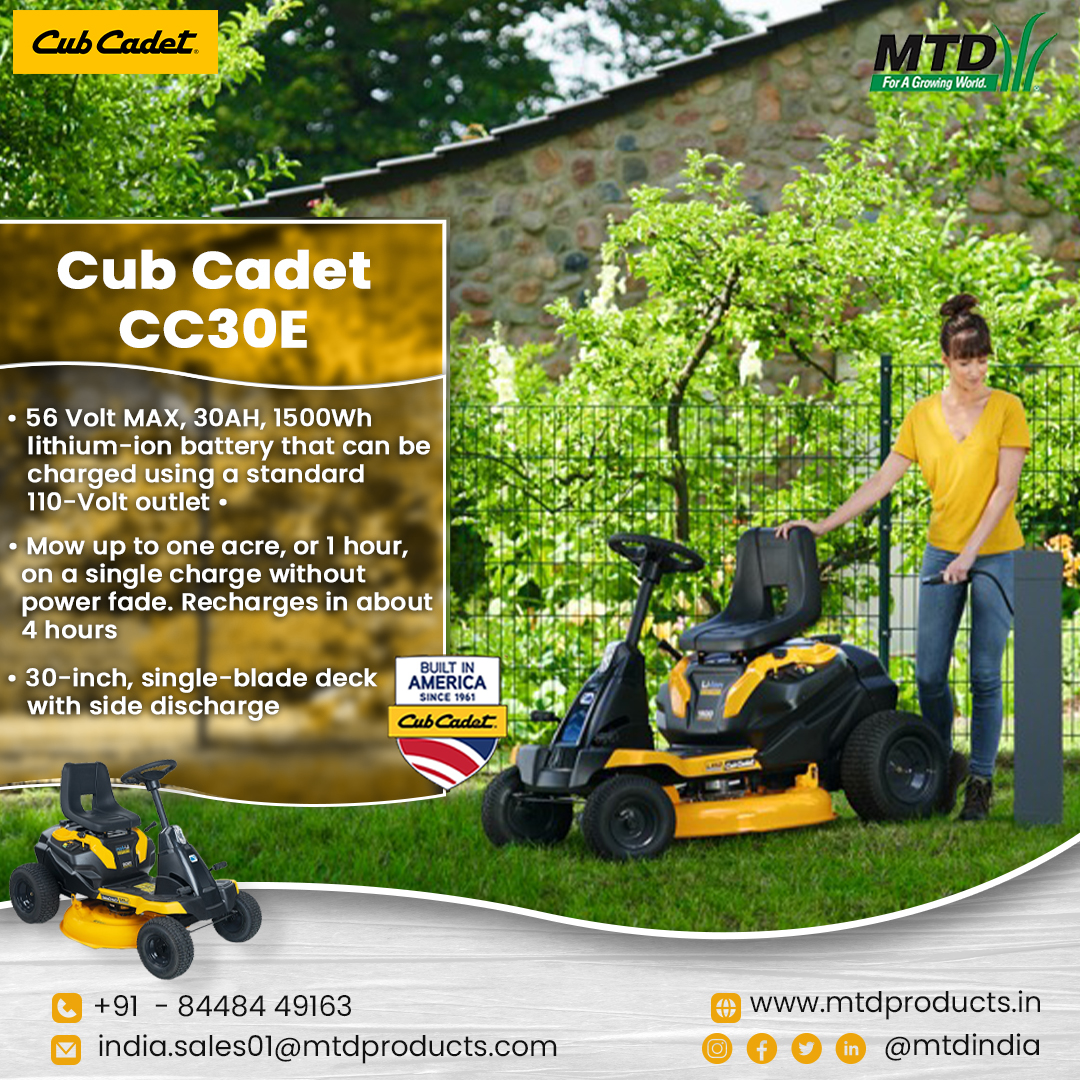 Cub Cadet
MTD
For A Growing World.
Cub Cadet
CC30E
• 56 Volt MAX, 30AH, 1500Wh
lithium-ion battery that can be
charged using a standard
110-Volt outlet •
• Mow up to one acre, or 1 hour,
on a single charge without
power fade. Recharges in about
4 hours
• 30-inch, single-blade deck
with side discharge
BUILT IN
AMERICA
SINCE 1961
Cub Cadet
Cub Cadet
+91 - 84484 49163
www.mtdproducts.in
india.sales01@mtdproducts.com
@mtdindia